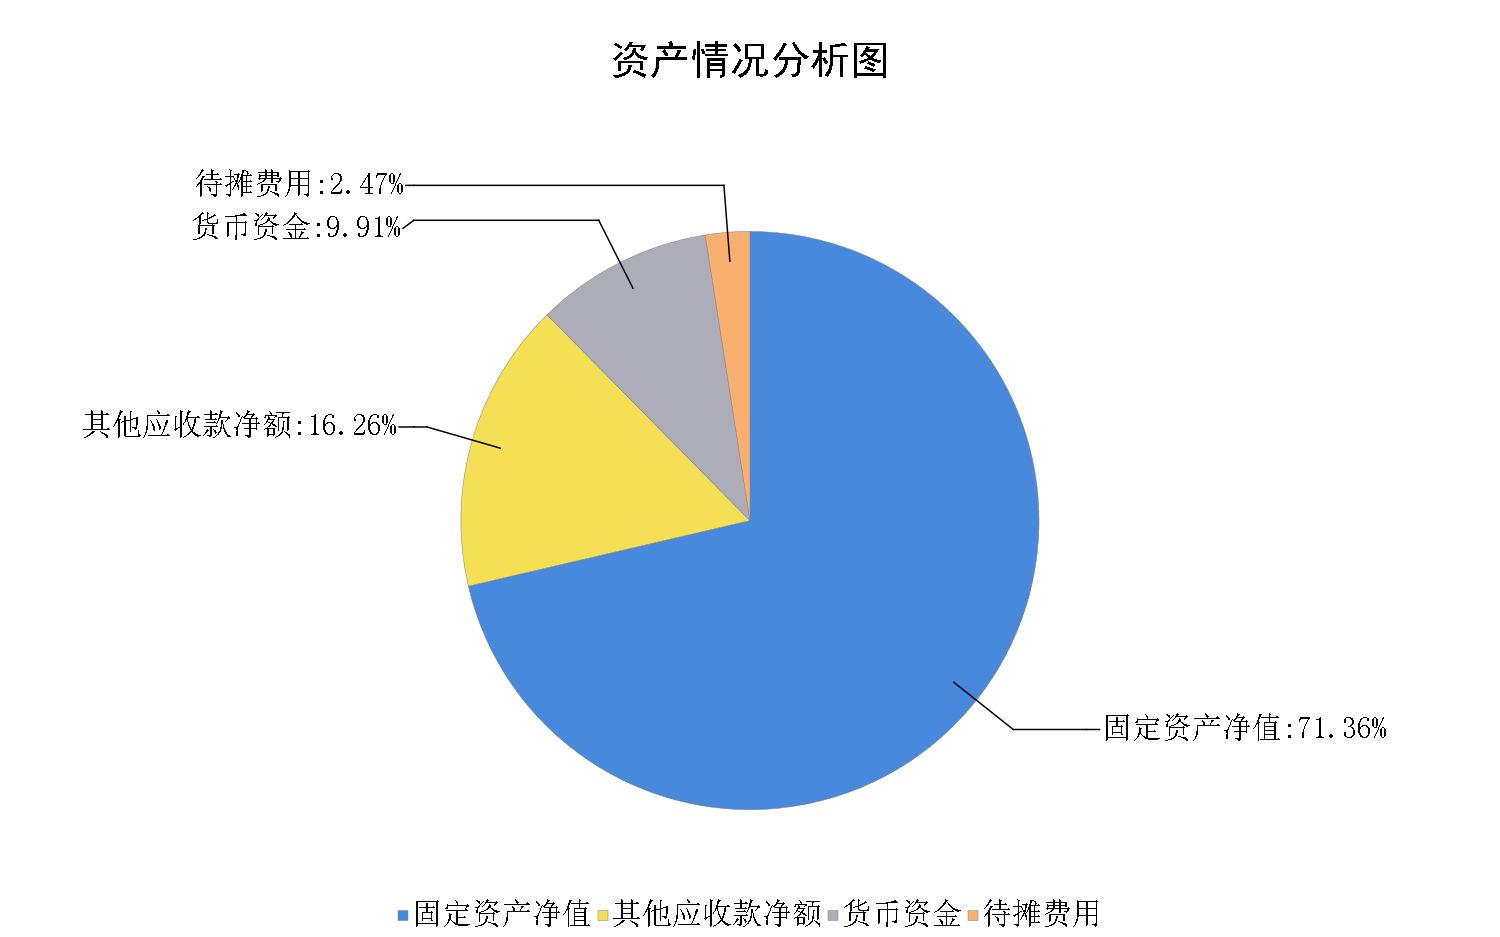 资产情况分析图
待摊费用:2.47%
货币资金:9.91%
其他应收款净额:16.26%
固定资产净值:71.36%
固定资产净值 其他应收款净额 货币资金 待摊费用